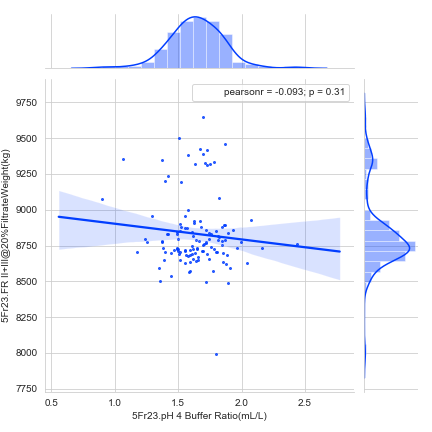 pearsonr = -0.093; p = 0.31
9750
9500
9250
9000
8750
8500
8250
8000
7750
5Fr23.FR II+III@20%FiltrateWeight(kg)
0.5 1.0 1.5 2.0 2.5
5Fr23.pH 4 Buffer Ratio(mL/L)